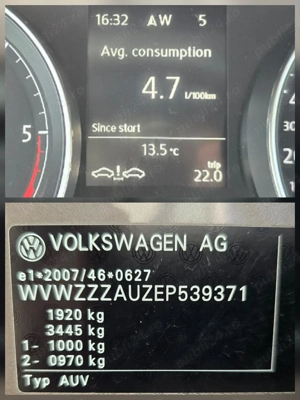 16:32 AW 5
Avg. consumption
4.7 l/100km
Since start
13.5 °C
trip
22.0
5
VOLKSWAGEN AG
e1*2007/46*0627
WVWZZZAUZEP539371
1920 kg
3445 kg
1- 1000 kg
2- 0970 kg
Typ AUV